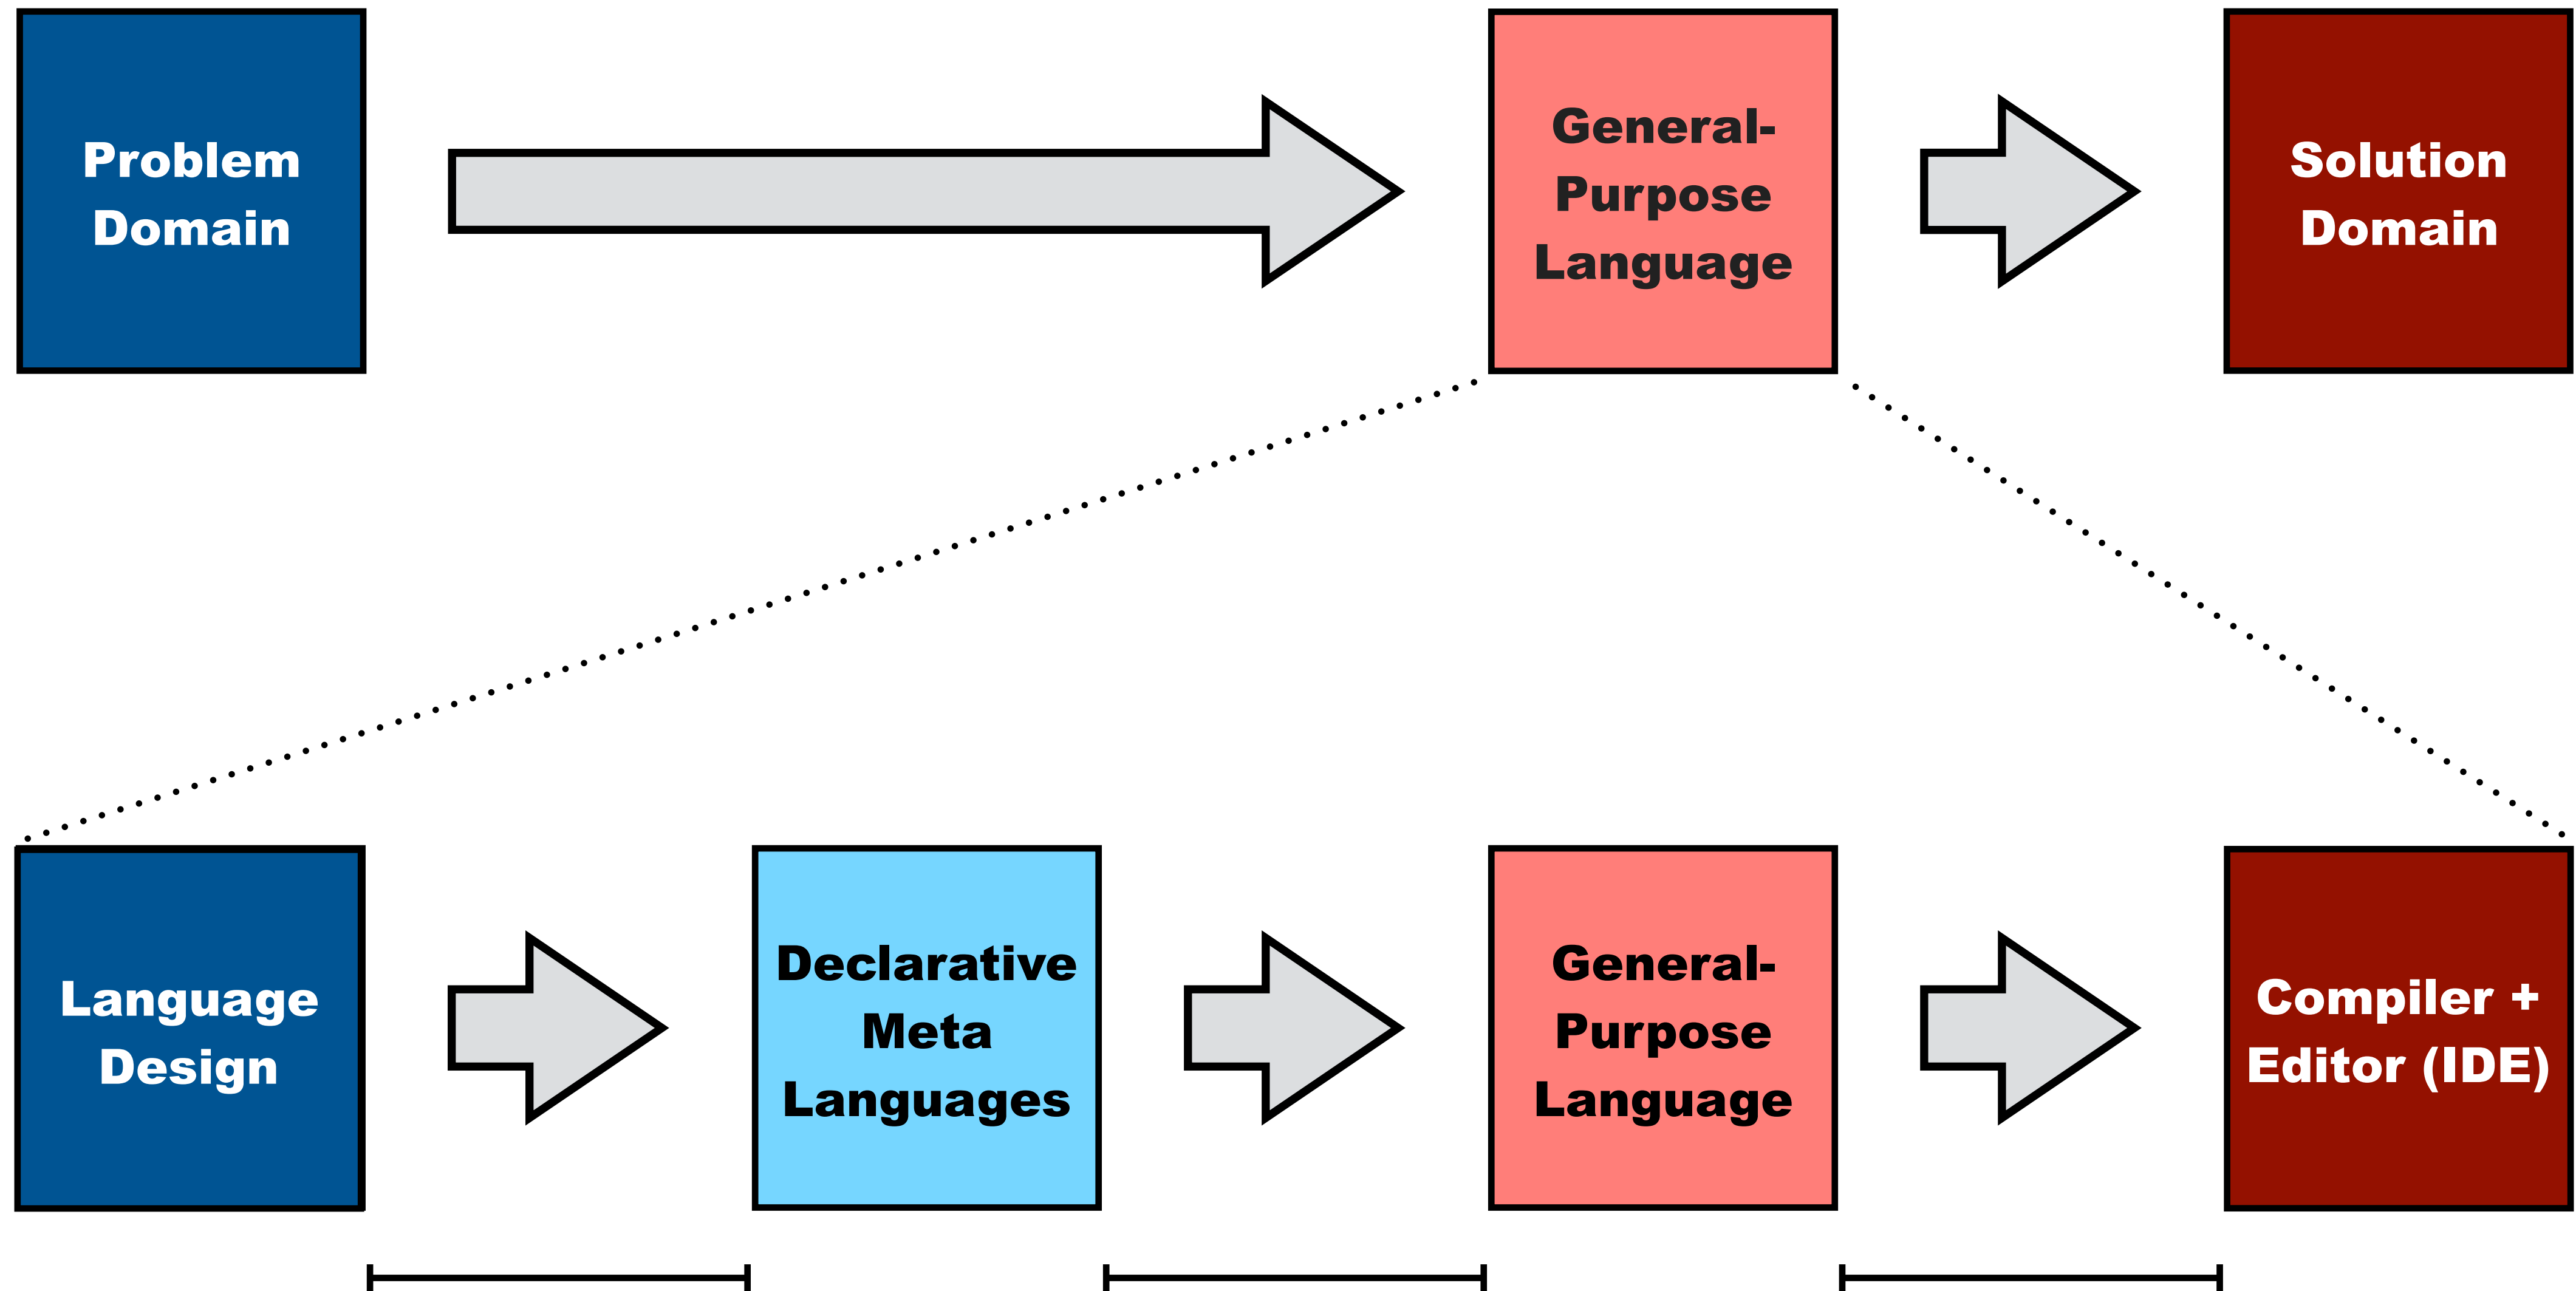 Problem
Domain
General-
Purpose
Language
Solution
Domain
Language
Design
Declarative
Meta
Languages
General-
Purpose
Language
Compiler +
Editor (IDE)